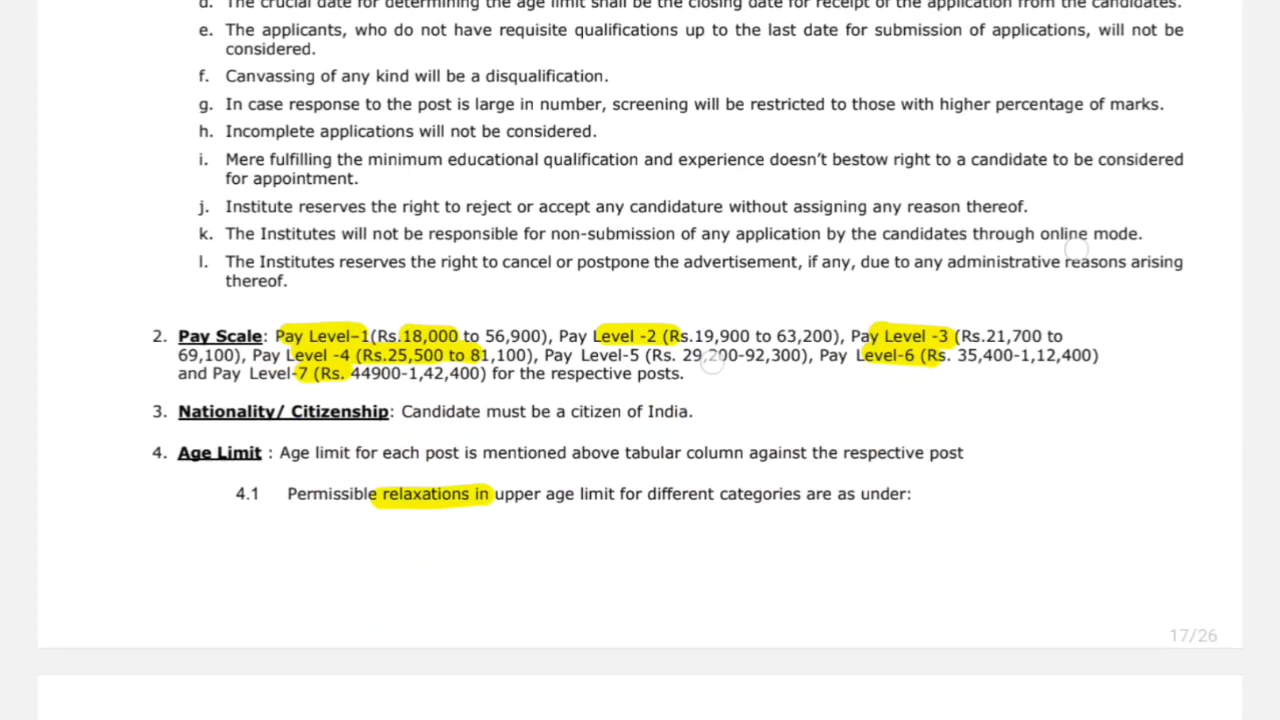 d. The crucial date for determining the age limit shall be the closing date for receipt of the application from the candidates.
e. The applicants, who do not have requisite qualifications up to the last date for submission of applications, will not be
considered.
f. Canvassing of any kind will be a disqualification.
g. In case response to the post is large in number, screening will be restricted to those with higher percentage of marks.
h. Incomplete applications will not be considered.
i. Mere fulfilling the minimum educational qualification and experience doesn't bestow right to a candidate to be considered
for appointment.
j. Institute reserves the right to reject or accept any candidature without assigning any reason thereof.
k. The Institutes will not be responsible for non-submission of any application by the candidates through online mode.
l. The Institutes reserves the right to cancel or postpone the advertisement, if any, due to any administrative reasons arising
thereof.
2. Pay Scale: Pay Level–1(Rs.18,000 to 56,900), Pay Level -2 (Rs.19,900 to 63,200), Pay Level -3 (Rs.21,700 to
69,100), Pay Level -4 (Rs.25,500 to 81,100), Pay Level-5 (Rs. 29,200-92,300), Pay Level-6 (Rs. 35,400-1,12,400)
and Pay Level-7 (Rs. 44900-1,42,400) for the respective posts.
3. Nationality/ Citizenship: Candidate must be a citizen of India.
4. Age Limit : Age limit for each post is mentioned above tabular column against the respective post
4.1 Permissible relaxations in upper age limit for different categories are as under:
17/26